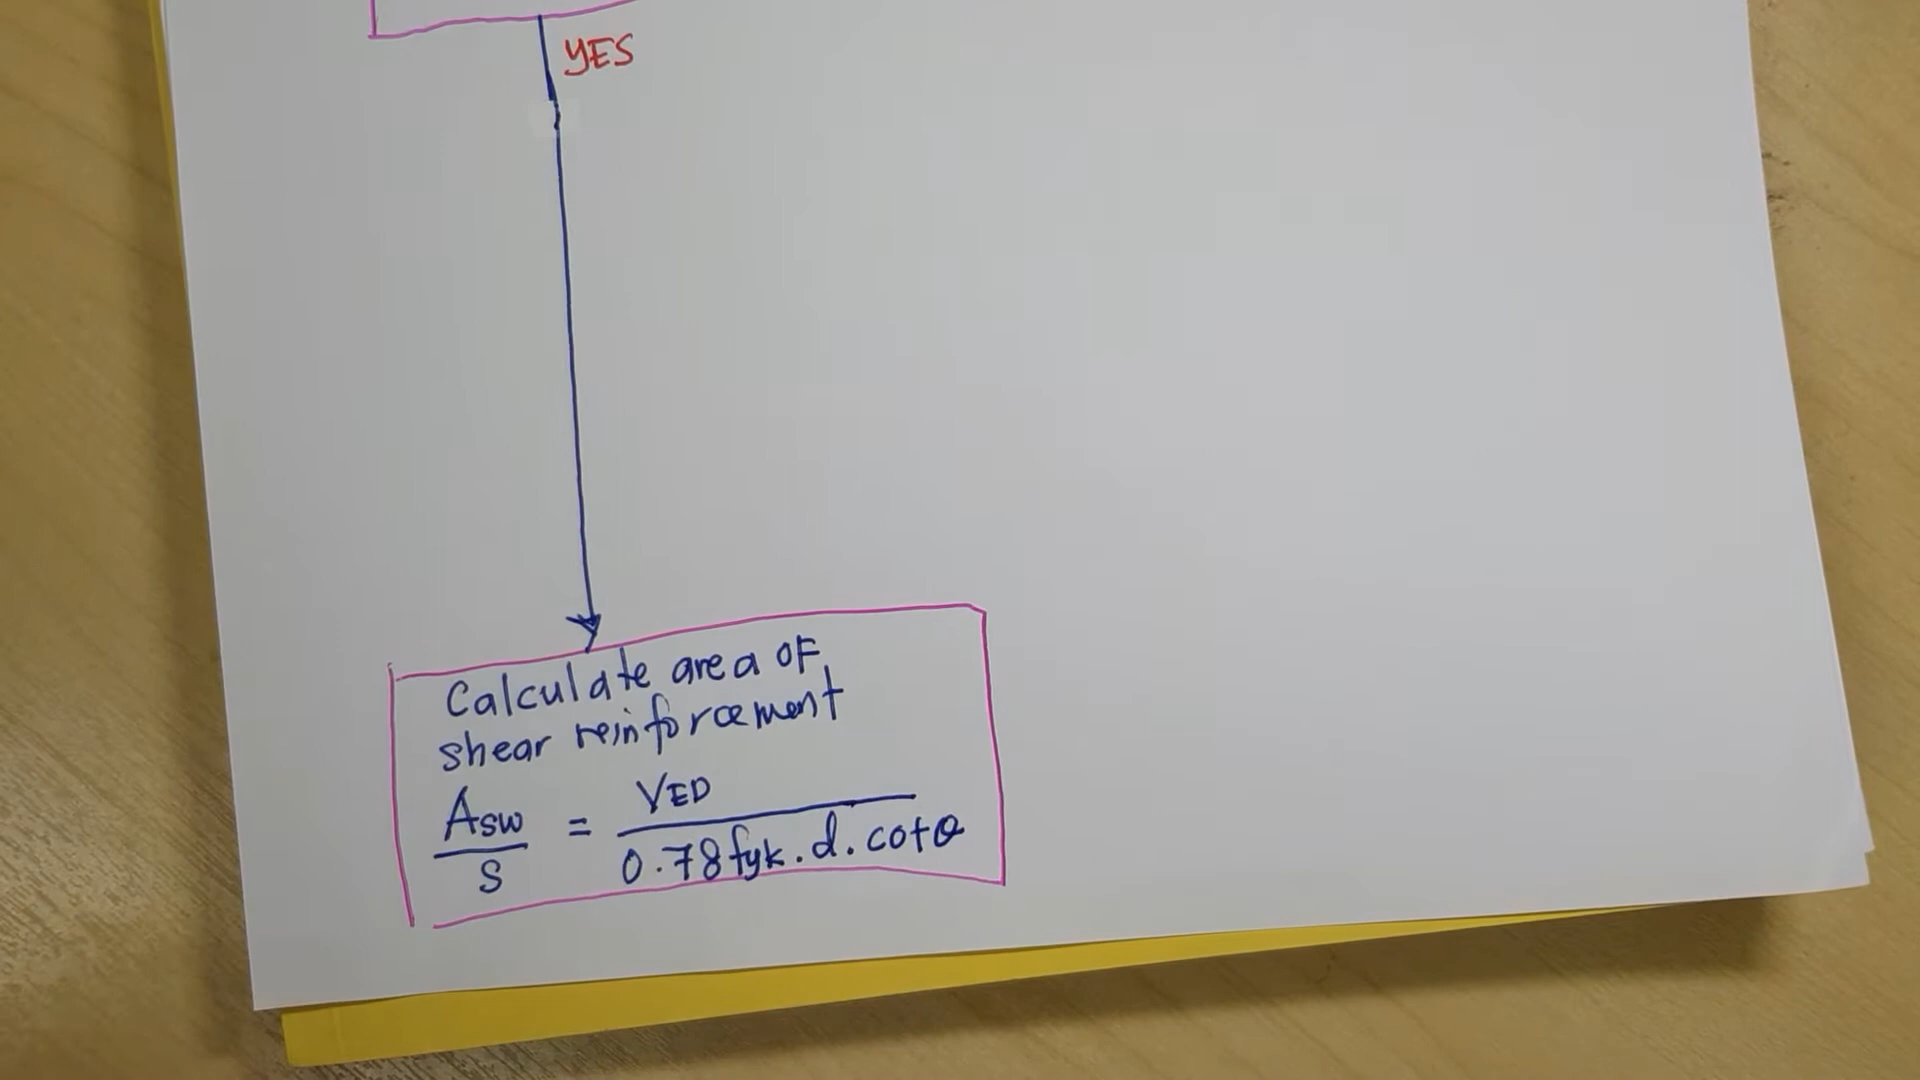 YES
Calculate area OF
shear reinforcement
Asw/s = VED/0.78fyk.d.cotθ